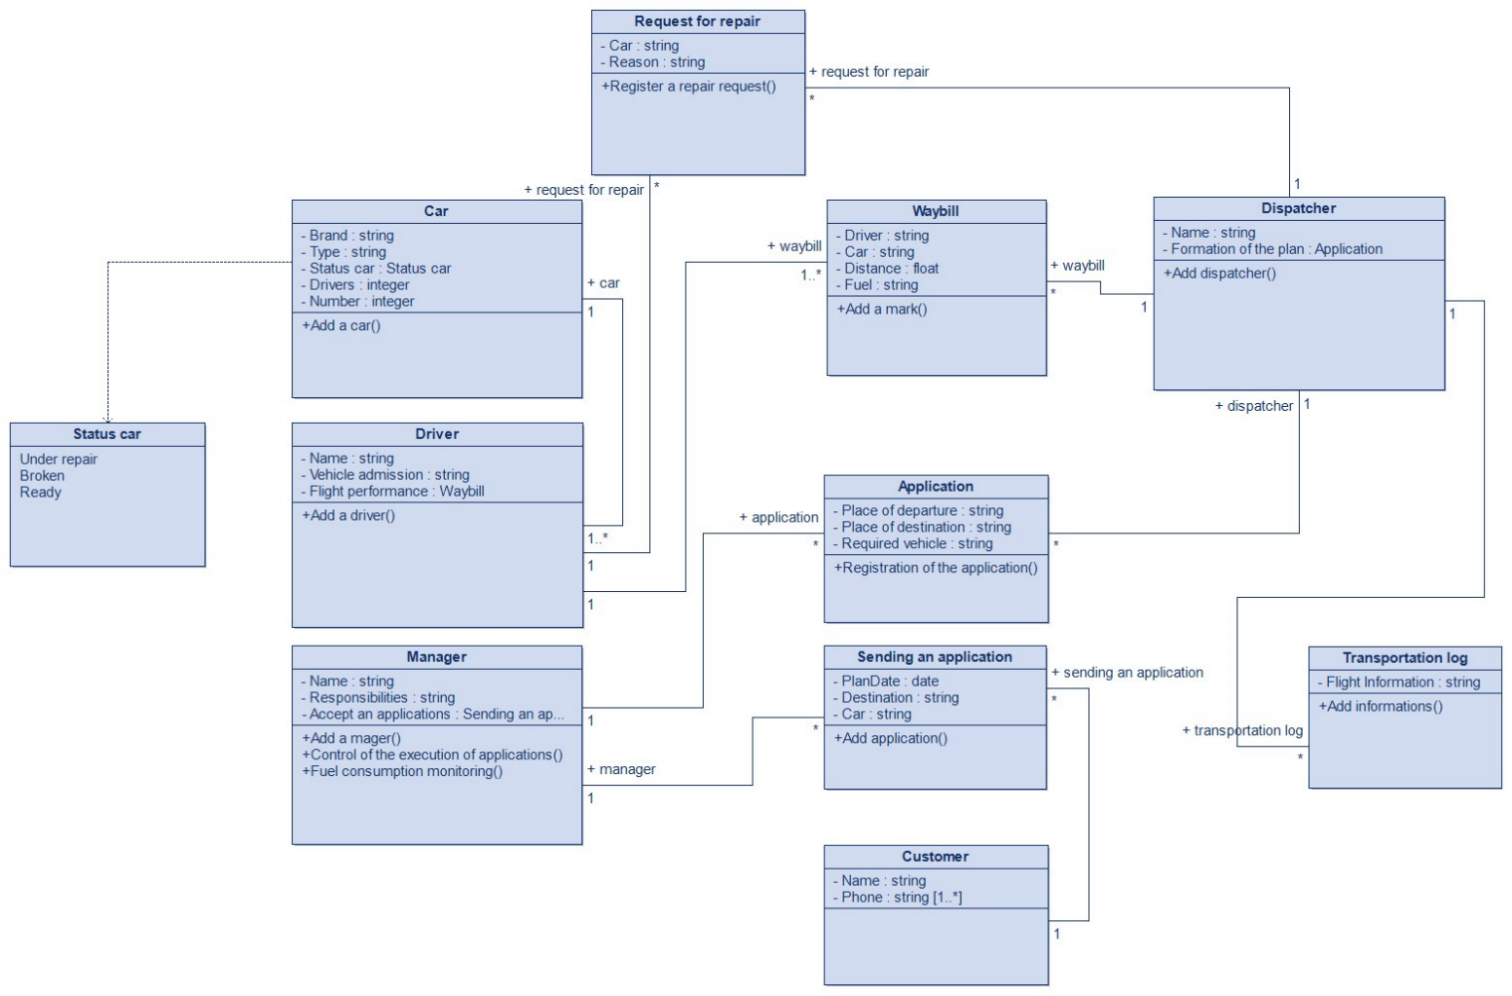 Request for repair
- Car : string
- Reason : string
+Register a repair request()
+ request for repair
*
1
+ request for repair
*
Car
- Brand : string
- Type : string
- Status car : Status car
- Drivers : integer
- Number : integer
+Add a car()
+ car
1
Waybill
- Driver : string
- Car : string
- Distance : float
- Fuel : string
+Add a mark()
+ waybill
1..*
+ waybill
*
1
Dispatcher
- Name : string
- Formation of the plan : Application
+Add dispatcher()
1
+ dispatcher
1
Status car
Under repair
Broken
Ready
Driver
- Name : string
- Vehicle admission : string
- Flight performance : Waybill
+Add a driver()
1..*
1
1
Application
- Place of departure : string
- Place of destination : string
- Required vehicle : string
+Registration of the application()
+ application
*
*
Manager
- Name : string
- Responsibilities : string
- Accept an applications : Sending an ap...
+Add a mager()
+Control of the execution of applications()
+Fuel consumption monitoring()
1
+ manager
1
Sending an application
- PlanDate : date
- Destination : string
- Car : string
+Add application()
*
+ sending an application
*
Transportation log
- Flight Information : string
+Add informations()
+ transportation log
*
Customer
- Name : string
- Phone : string [1..*]
1